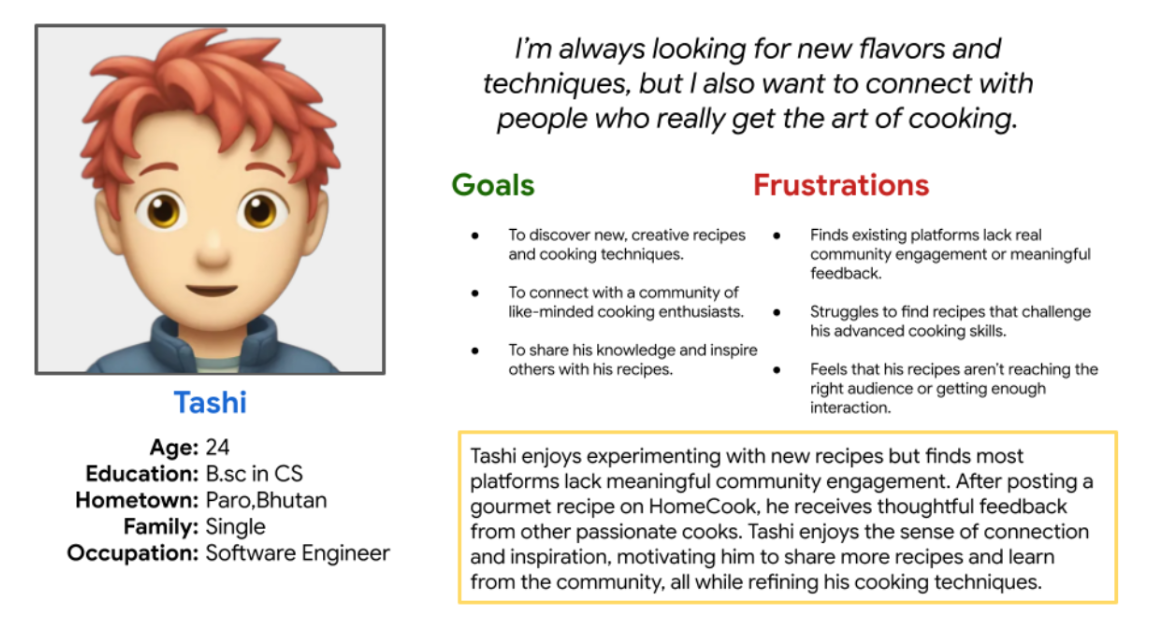 I'm always looking for new flavors and
techniques, but I also want to connect with
people who really get the art of cooking.
Tashi
Age: 24
Education: B.sc in CS
Hometown: Paro,Bhutan
Family: Single
Occupation: Software Engineer
Goals
● To discover new, creative recipes
and cooking techniques.
● To connect with a community of
like-minded cooking enthusiasts.
● To share his knowledge and inspire
others with his recipes.
Frustrations
● Finds existing platforms lack real
community engagement or meaningful
feedback.
● Struggles to find recipes that challenge
his advanced cooking skills.
● Feels that his recipes aren't reaching the
right audience or getting enough
interaction.
Tashi enjoys experimenting with new recipes but finds most
platforms lack meaningful community engagement. After posting a
gourmet recipe on HomeCook, he receives thoughtful feedback
from other passionate cooks. Tashi enjoys the sense of connection
and inspiration, motivating him to share more recipes and learn
from the community, all while refining his cooking techniques.